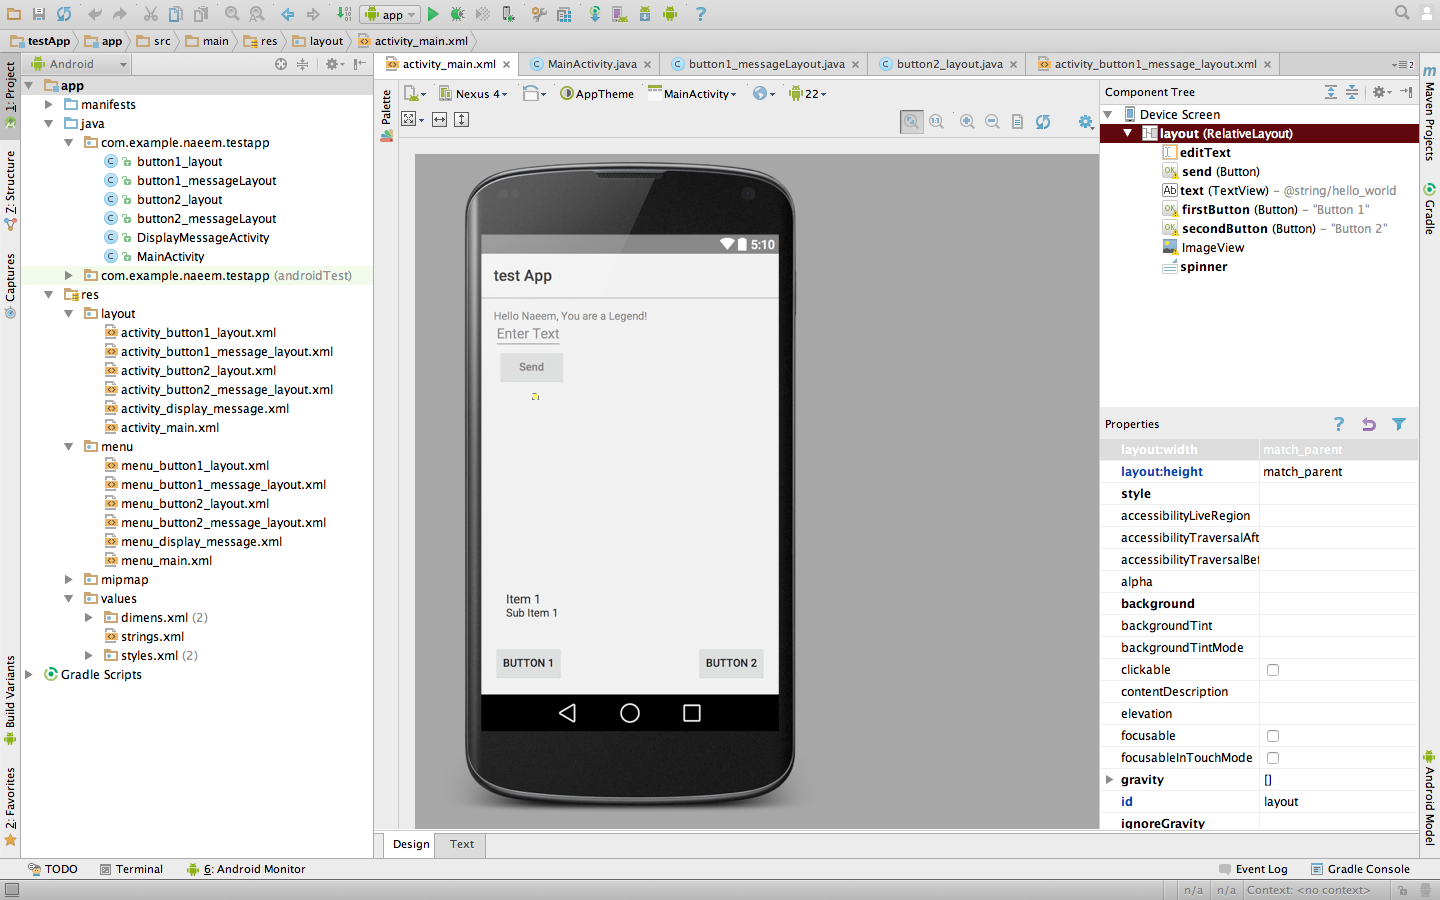 app
testApp
app
src
main
res
layout
activity_main.xml
1: Project
Z: Structure
Captures
Build Variants
2: Favorites
Android
app
manifests
java
com.example.naeem.testapp
button1_layout
button1_messageLayout
button2_layout
button2_messageLayout
DisplayMessageActivity
MainActivity
com.example.naeem.testapp (androidTest)
res
layout
activity_button1_layout.xml
activity_button1_message_layout.xml
activity_button2_layout.xml
activity_button2_message_layout.xml
activity_display_message.xml
activity_main.xml
menu
menu_button1_layout.xml
menu_button1_message_layout.xml
menu_button2_layout.xml
menu_button2_message_layout.xml
menu_display_message.xml
menu_main.xml
mipmap
values
dimens.xml (2)
strings.xml
styles.xml (2)
Gradle Scripts
activity_main.xml
MainActivity.java
button1_messageLayout.java
button2_layout.java
activity_button1_message_layout.xml
2
Palette
Nexus 4
AppTheme
MainActivity
22
5:10
test App
Hello Naeem, You are a Legend!
Enter Text
Send
Item 1
Sub Item 1
BUTTON 1
BUTTON 2
Design
Text
Component Tree
Device Screen
layout (RelativeLayout)
editText
OK send (Button)
Ab text (TextView) – @string/hello_world
OK firstButton (Button) – "Button 1"
OK secondButton (Button) – "Button 2"
ImageView
spinner
Properties
layout:width match_parent
layout:height match_parent
style
accessibilityLiveRegion
accessibilityTraversalAft
accessibilityTraversalBef
alpha
background
backgroundTint
backgroundTintMode
clickable
contentDescription
elevation
focusable
focusableInTouchMode
gravity []
id layout
ignoreGravity
m
Maven Projects
Gradle
Android Model
TODO
Terminal
6: Android Monitor
Event Log
Gradle Console
n/a
n/a
Context: <no context>